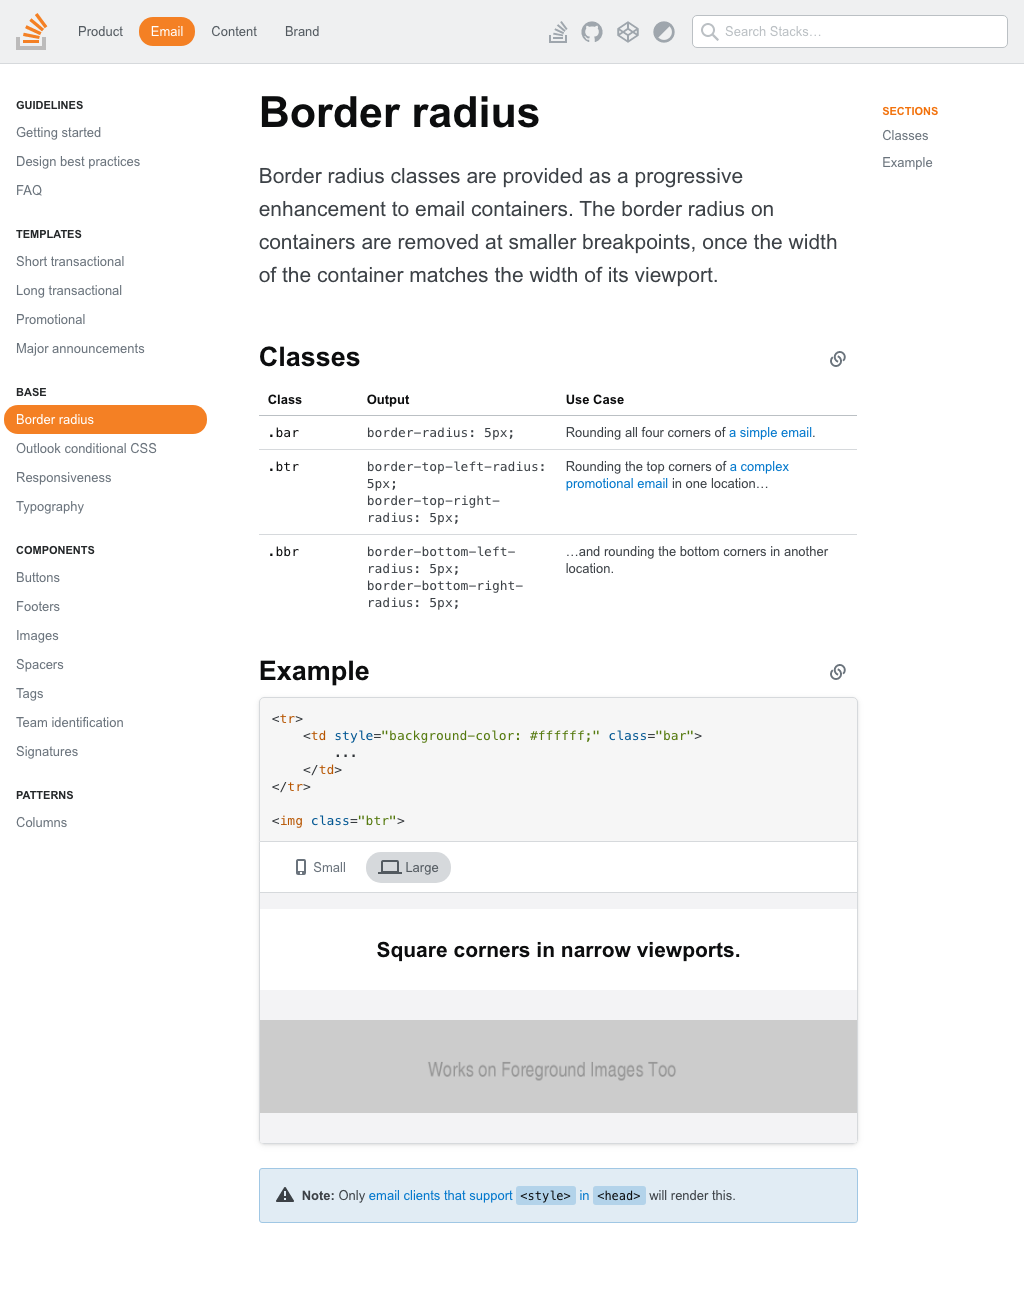 Product
Email
Content
Brand
Search Stacks…
GUIDELINES
Getting started
Design best practices
FAQ
TEMPLATES
Short transactional
Long transactional
Promotional
Major announcements
BASE
Border radius
Outlook conditional CSS
Responsiveness
Typography
COMPONENTS
Buttons
Footers
Images
Spacers
Tags
Team identification
Signatures
PATTERNS
Columns
Border radius
Border radius classes are provided as a progressive
enhancement to email containers. The border radius on
containers are removed at smaller breakpoints, once the width
of the container matches the width of its viewport.
Classes
Class Output Use Case
.bar border-radius: 5px; Rounding all four corners of a simple email.
.btr border-top-left-radius: Rounding the top corners of a complex
5px; promotional email in one location…
border-top-right-
radius: 5px;
.bbr border-bottom-left- …and rounding the bottom corners in another
radius: 5px; location.
border-bottom-right-
radius: 5px;
Example
<tr>
    <td style="background-color: #ffffff;" class="bar">
        ...
    </td>
</tr>
<img class="btr">
Small
Large
Square corners in narrow viewports.
Works on Foreground Images Too
Note: Only email clients that support <style> in <head> will render this.
SECTIONS
Classes
Example